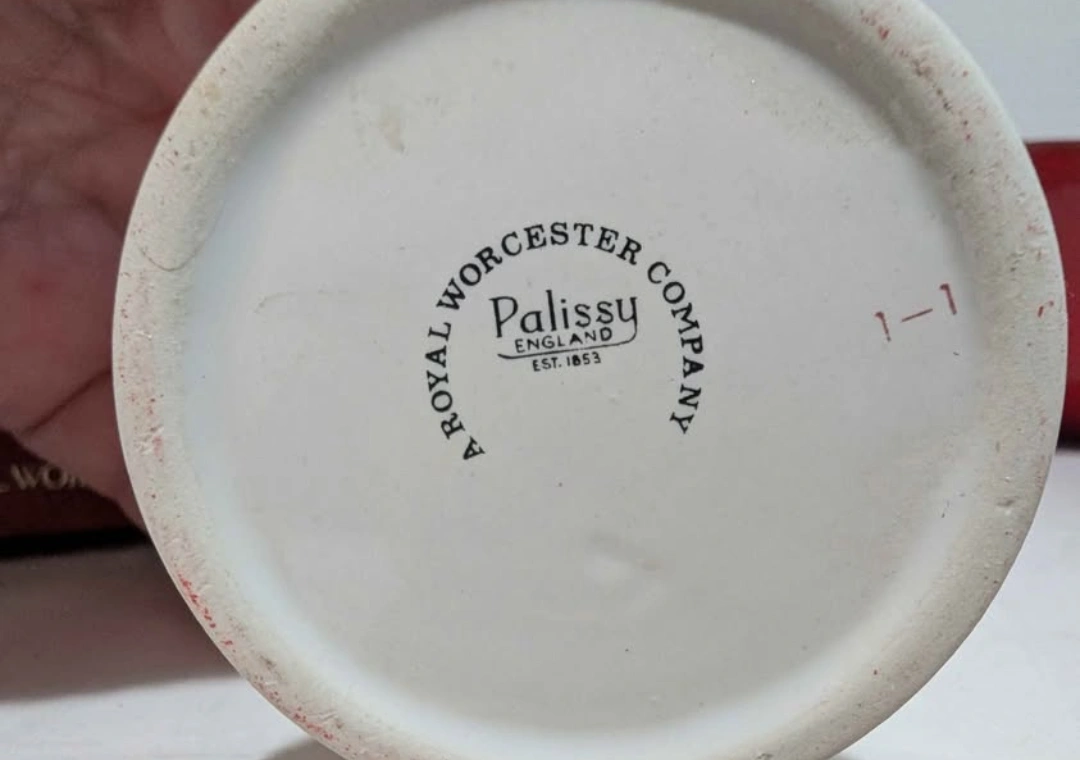 A ROYAL WORCESTER COMPANY
Palissy
ENGLAND
EST. 1853
1-1